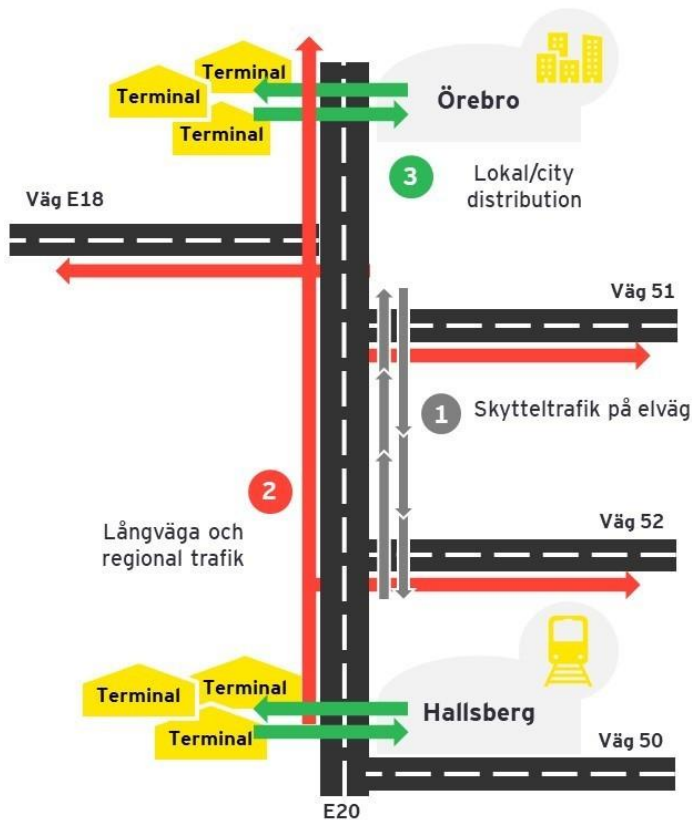 Terminal
Terminal
Terminal
Örebro
3
Lokal/city
distribution
Väg E18
Väg 51
1
Skytteltrafik på elväg
2
Långväga och
regional trafik
Väg 52
Terminal
Terminal
Terminal
Hallsberg
Väg 50
E20